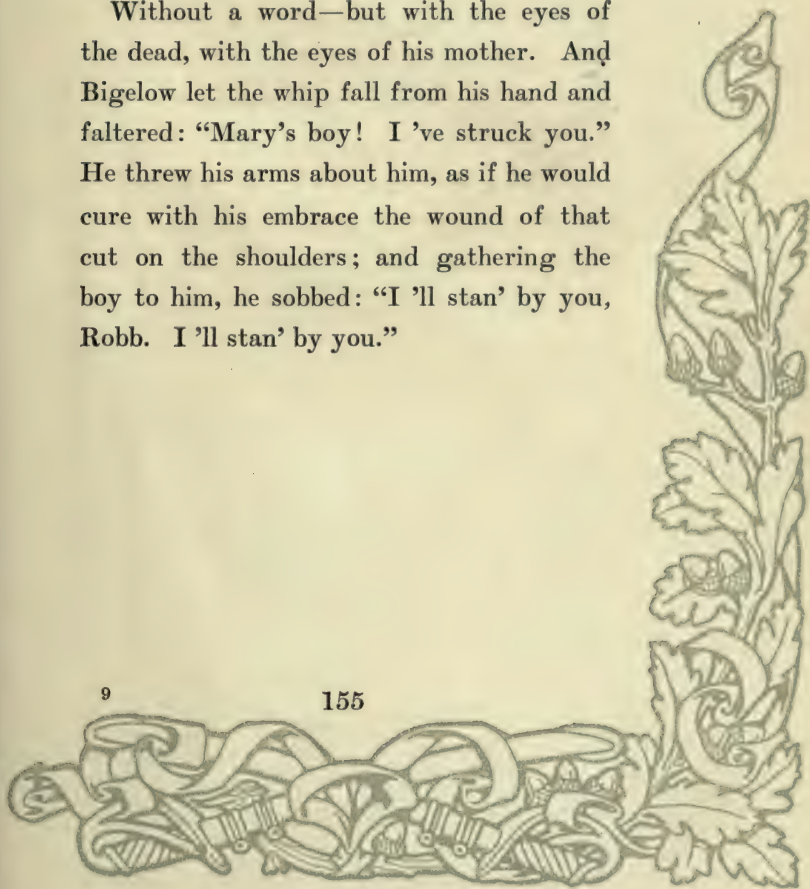 Without a word—but with the eyes of
the dead, with the eyes of his mother. And
Bigelow let the whip fall from his hand and
faltered: “Mary’s boy! I ’ve struck you.”
He threw his arms about him, as if he would
cure with his embrace the wound of that
cut on the shoulders; and gathering the
boy to him, he sobbed: “I ’ll stan’ by you,
Robb. I ’ll stan’ by you.”
9 155